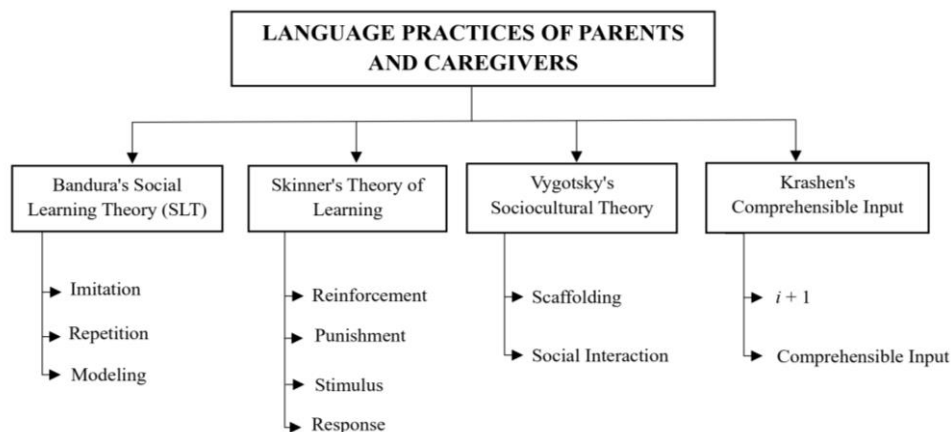 LANGUAGE PRACTICES OF PARENTS
AND CAREGIVERS
Bandura's Social
Learning Theory (SLT)
Skinner's Theory of
Learning
Vygotsky's
Sociocultural Theory
Krashen's
Comprehensible Input
Imitation
Repetition
Modeling
Reinforcement
Punishment
Stimulus
Response
Scaffolding
Social Interaction
i + 1
Comprehensible Input